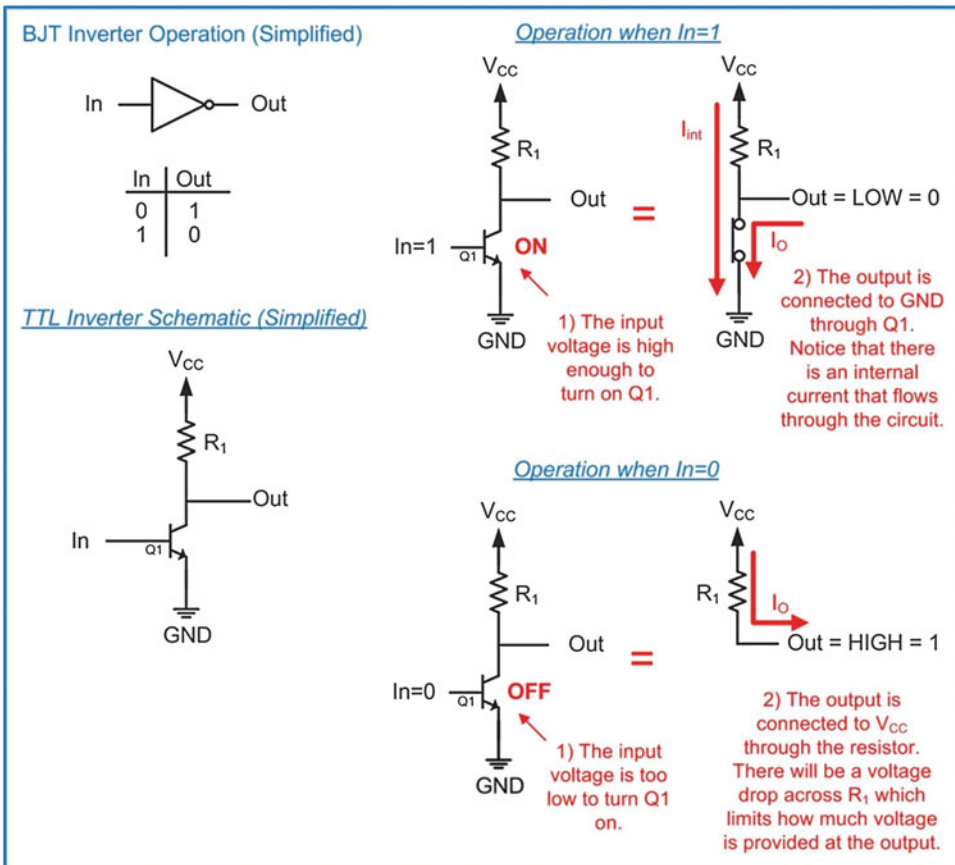 BJT Inverter Operation (Simplified)
In
Out
In Out
0 1
1 0
TTL Inverter Schematic (Simplified)
VCC
R1
Out
In
Q1
GND
Operation when In=1
VCC
R1
Out
In=1
Q1
ON
GND
1) The input
voltage is high
enough to
turn on Q1.
=
VCC
Iint
R1
Out = LOW = 0
IO
GND
2) The output is
connected to GND
through Q1.
Notice that there
is an internal
current that flows
through the circuit.
Operation when In=0
VCC
R1
Out
In=0
Q1
OFF
GND
1) The input
voltage is too
low to turn Q1
on.
=
VCC
R1
IO
Out = HIGH = 1
2) The output is
connected to VCC
through the resistor.
There will be a voltage
drop across R1 which
limits how much voltage
is provided at the output.